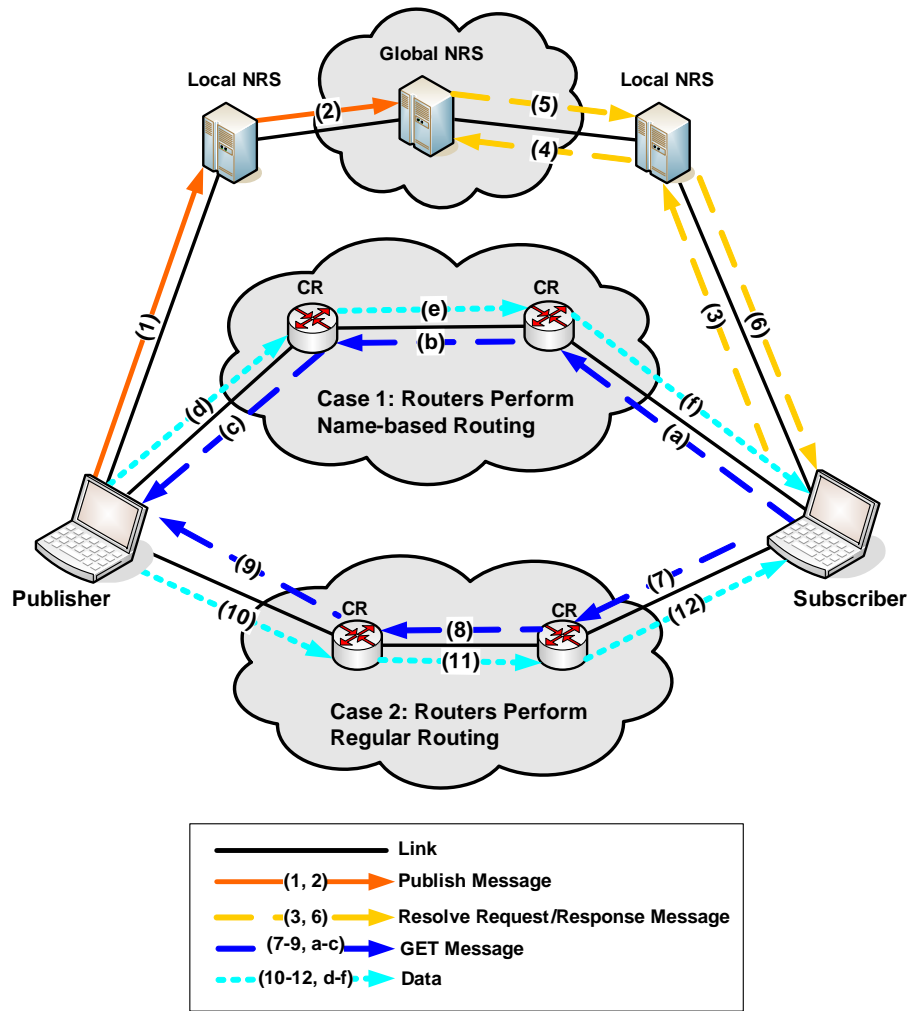 Global NRS
Local NRS
Local NRS
(2)
(5)
(4)
(1)
(3)
(6)
CR
CR
(e)
(b)
(d)
(c)
(f)
(a)
Case 1: Routers Perform
Name-based Routing
Publisher
Subscriber
(9)
(7)
(10)
CR
CR
(8)
(12)
(11)
Case 2: Routers Perform
Regular Routing
Link
(1, 2)
Publish Message
(3, 6)
Resolve Request/Response Message
(7-9, a-c)
GET Message
(10-12, d-f)
Data